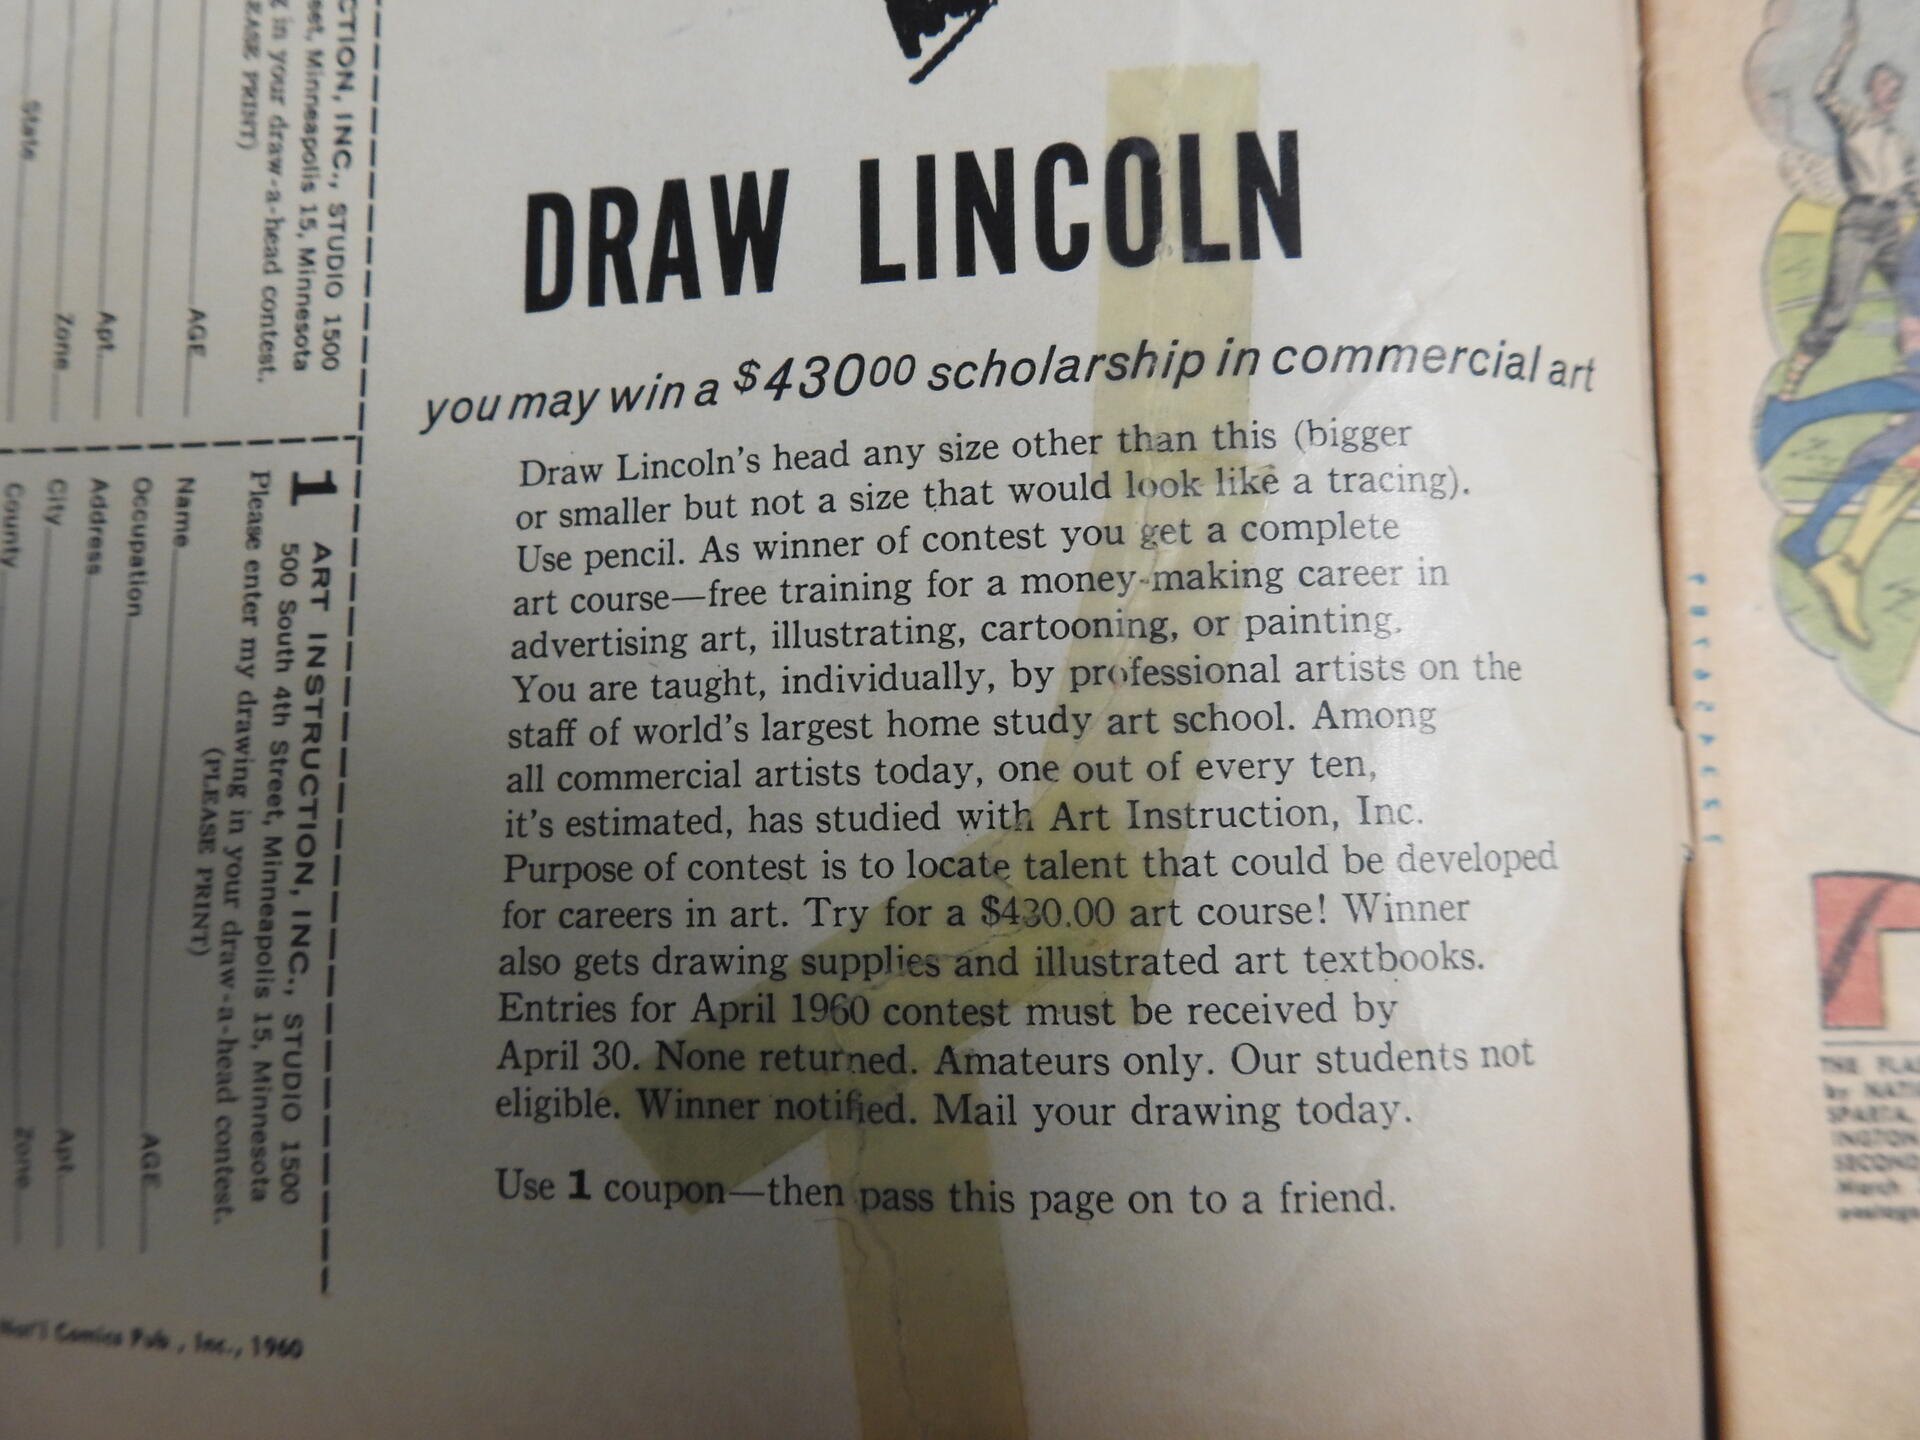 DRAW LINCOLN
you may win a $430⁰⁰ scholarship in commercial art
Draw Lincoln's head any size other than this (bigger
or smaller but not a size that would look like a tracing).
Use pencil. As winner of contest you get a complete
art course—free training for a money-making career in
advertising art, illustrating, cartooning, or painting.
You are taught, individually, by professional artists on the
staff of world's largest home study art school. Among
all commercial artists today, one out of every ten,
it's estimated, has studied with Art Instruction, Inc.
Purpose of contest is to locate talent that could be developed
for careers in art. Try for a $430.00 art course! Winner
also gets drawing supplies and illustrated art textbooks.
Entries for April 1960 contest must be received by
April 30. None returned. Amateurs only. Our students not
eligible. Winner notified. Mail your drawing today.
Use 1 coupon—then pass this page on to a friend.
INC., STUDIO 1500
Minneapolis 15, Minnesota
in your draw-a-head contest.
PRINT)
AGE
Apt.
State Zone
1 ART INSTRUCTION, INC., STUDIO 1500
500 South 4th Street, Minneapolis 15, Minnesota
Please enter my drawing in your draw-a-head contest.
(PLEASE PRINT)
Name AGE
Occupation
Address Apt.
City Zone
County
Nat'l Comics Pub., Inc., 1960
THE
by
SPARTA,
SECOND
March